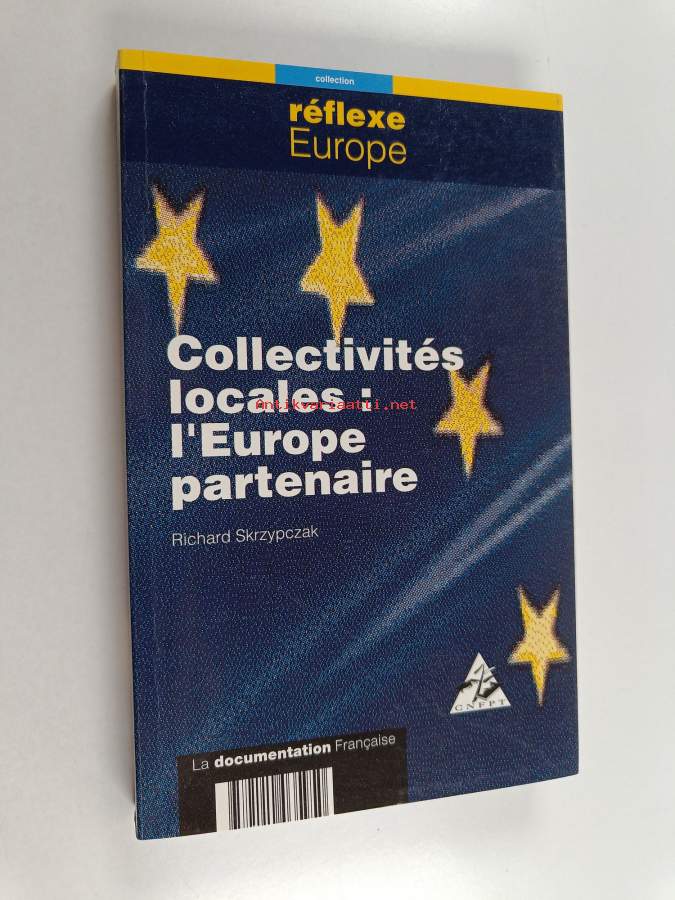 collection
réflexe
Europe
Collectivités
locales :
Antikvariaatti.net
l'Europe
partenaire
Richard Skrzypczak
CNFPT
La documentation Française